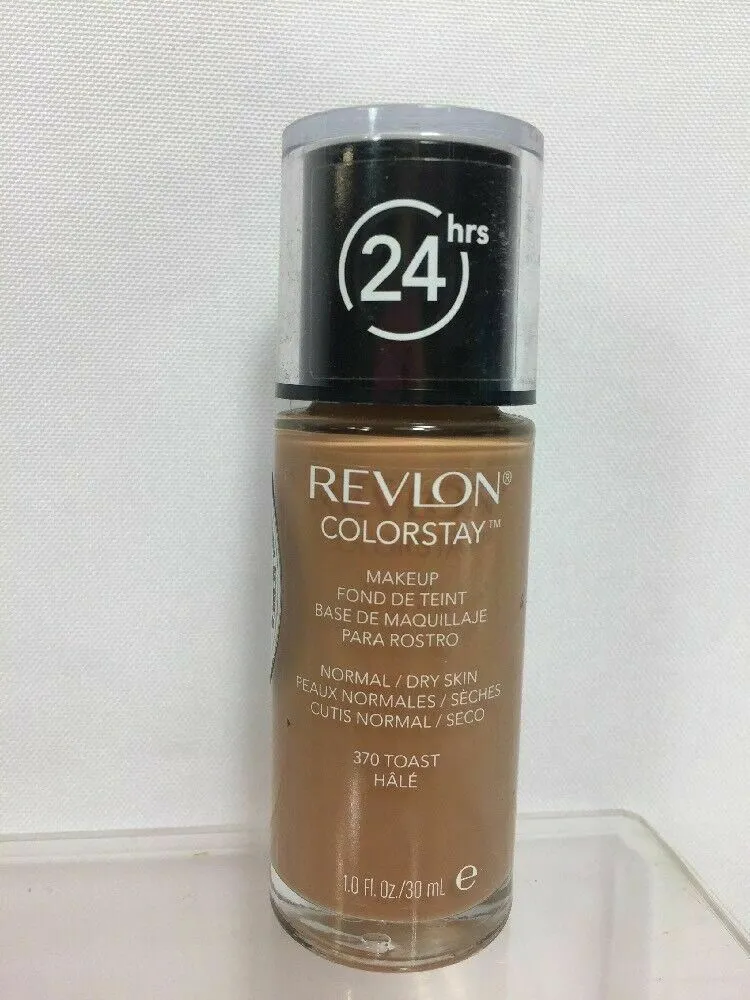 24 hrs
REVLON®
COLORSTAY™
MAKEUP
FOND DE TEINT
BASE DE MAQUILLAJE
PARA ROSTRO
NORMAL / DRY SKIN
PEAUX NORMALES / SÈCHES
CUTIS NORMAL / SECO
370 TOAST
HÂLÉ
1.0 Fl. Oz./30 mL ℮